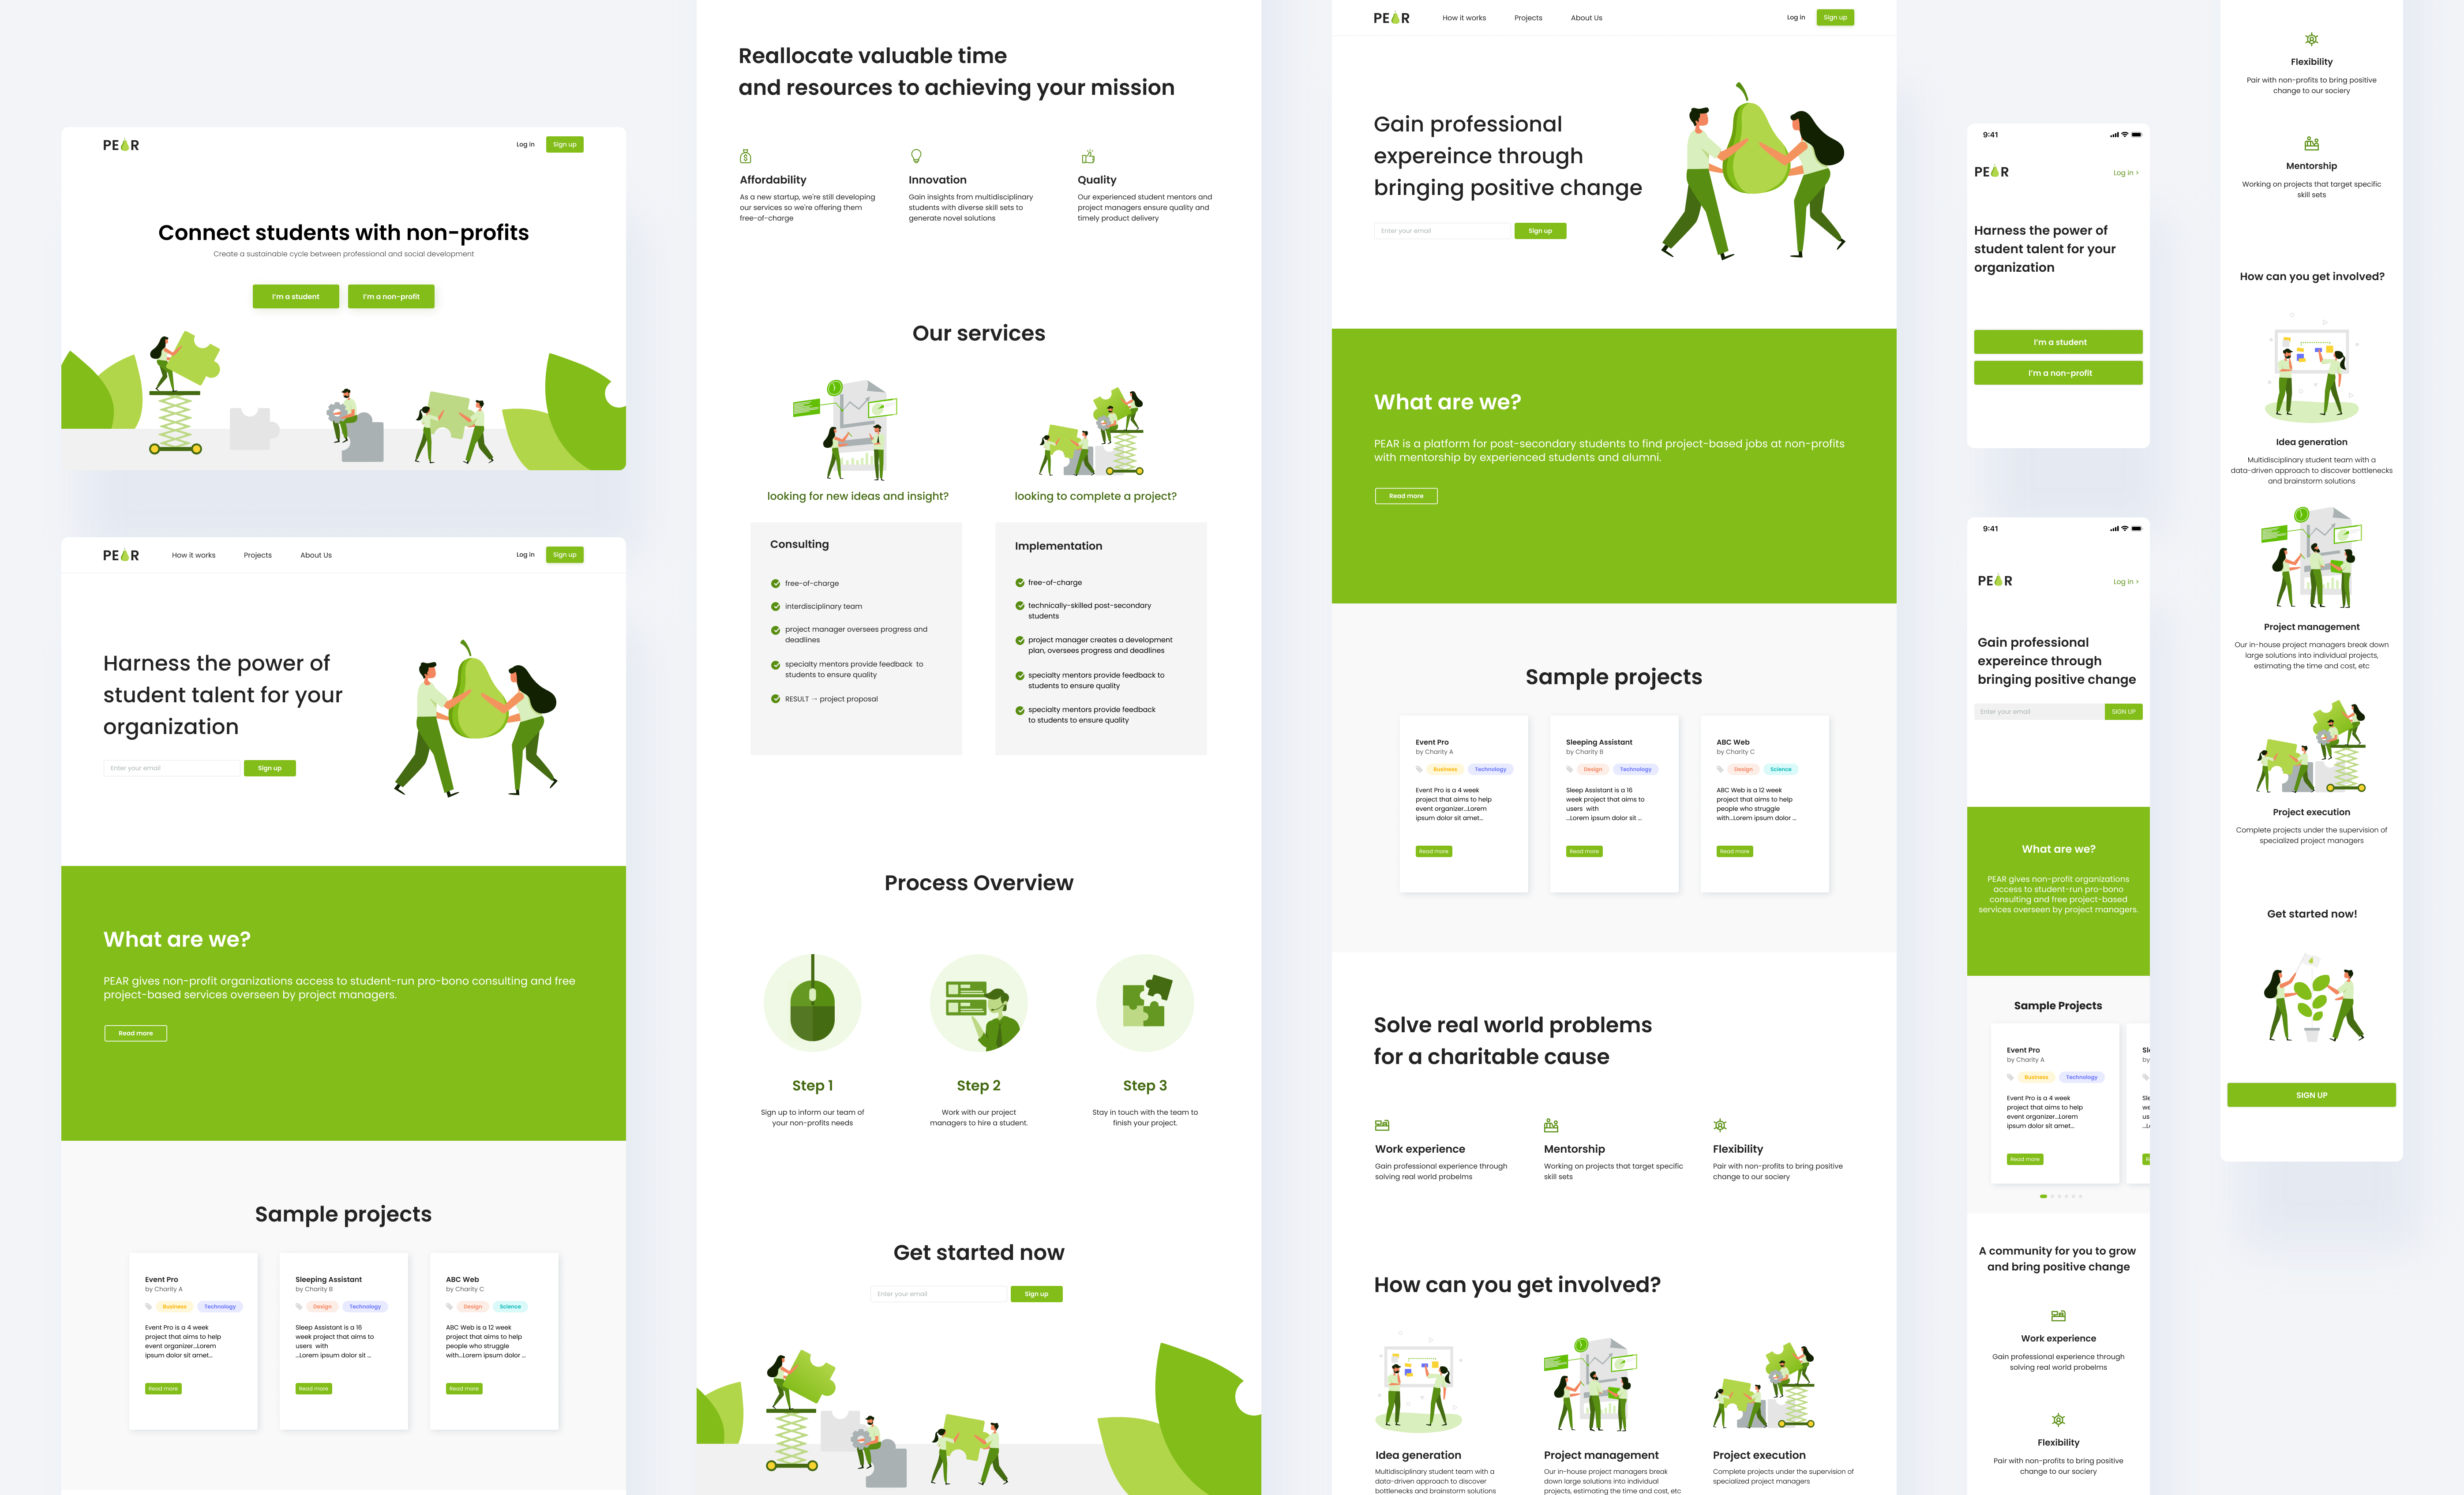 PEAR
Log in
Sign up
Connect students with non-profits
Create a sustainable cycle between professional and social development
I'm a student
I'm a non-profit
PEAR
How it works
Projects
About Us
Log in
Sign up
Harness the power of
student talent for your
organization
Enter your email
Sign up
What are we?
PEAR gives non-profit organizations access to student-run pro-bono consulting and free
project-based services overseen by project managers.
Read more
Sample projects
Event Pro
by Charity A
Business
Technology
Event Pro is a 4 week
project that aims to help
event organizer...Lorem
ipsum dolor sit amet...
Read more
Sleeping Assistant
by Charity B
Design
Technology
Sleep Assistant is a 16
week project that aims to
users  with
...Lorem ipsum dolor sit ...
Read more
ABC Web
by Charity C
Design
Science
ABC Web is a 12 week
project that aims to help
people who struggle
with...Lorem ipsum dolor ...
Read more
Reallocate valuable time
and resources to achieving your mission
Affordability
As a new startup, we're still developing
our services so we're offering them
free-of-charge
Innovation
Gain insights from multidisciplinary
students with diverse skill sets to
generate novel solutions
Quality
Our experienced student mentors and
project managers ensure quality and
timely product delivery
Our services
looking for new ideas and insight?
Consulting
free-of-charge
interdisciplinary team
project manager oversees progress and
deadlines
specialty mentors provide feedback  to
students to ensure quality
RESULT → project proposal
looking to complete a project?
Implementation
free-of-charge
technically-skilled post-secondary
students
project manager creates a development
plan, oversees progress and deadlines
specialty mentors provide feedback to
students to ensure quality
specialty mentors provide feedback
to students to ensure quality
Process Overview
Step 1
Sign up to inform our team of
your non-profits needs
Step 2
Work with our project
managers to hire a student.
Step 3
Stay in touch with the team to
finish your project.
Get started now
Enter your email
Sign up
PEAR
How it works
Projects
About Us
Log in
Sign up
Gain professional
expereince through
bringing positive change
Enter your email
Sign up
What are we?
PEAR is a platform for post-secondary students to find project-based jobs at non-profits
with mentorship by experienced students and alumni.
Read more
Sample projects
Event Pro
by Charity A
Business
Technology
Event Pro is a 4 week
project that aims to help
event organizer...Lorem
ipsum dolor sit amet...
Read more
Sleeping Assistant
by Charity B
Design
Technology
Sleep Assistant is a 16
week project that aims to
users  with
...Lorem ipsum dolor sit ...
Read more
ABC Web
by Charity C
Design
Science
ABC Web is a 12 week
project that aims to help
people who struggle
with...Lorem ipsum dolor ...
Read more
Solve real world problems
for a charitable cause
Work experience
Gain professional experience through
solving real world probelms
Mentorship
Working on projects that target specific
skill sets
Flexibility
Pair with non-profits to bring positive
change to our sociery
How can you get involved?
Idea generation
Multidisciplinary student team with a
data-driven approach to discover
bottlenecks and brainstorm solutions
Project management
Our in-house project managers break
down large solutions into individual
projects, estimating the time and cost, etc
Project execution
Complete projects under the supervision of
specialized project managers
9:41
PEAR
Log in >
Harness the power of
student talent for your
organization
I'm a student
I'm a non-profit
9:41
PEAR
Log in >
Gain professional
expereince through
bringing positive change
Enter your email
SIGN UP
What are we?
PEAR gives non-profit organizations
access to student-run pro-bono
consulting and free project-based
services overseen by project managers.
Sample Projects
Event Pro
by Charity A
Business
Technology
Event Pro is a 4 week
project that aims to help
event organizer...Lorem
ipsum dolor sit amet...
Read more
A community for you to grow
and bring positive change
Work experience
Gain professional experience through
solving real world probelms
Flexibility
Pair with non-profits to bring positive
change to our sociery
Flexibility
Pair with non-profits to bring positive
change to our sociery
Mentorship
Working on projects that target specific
skill sets
How can you get involved?
Idea generation
Multidisciplinary student team with a
data-driven approach to discover bottlenecks
and brainstorm solutions
Project management
Our in-house project managers break down
large solutions into individual projects,
estimating the time and cost, etc
Project execution
Complete projects under the supervision of
specialized project managers
Get started now!
SIGN UP